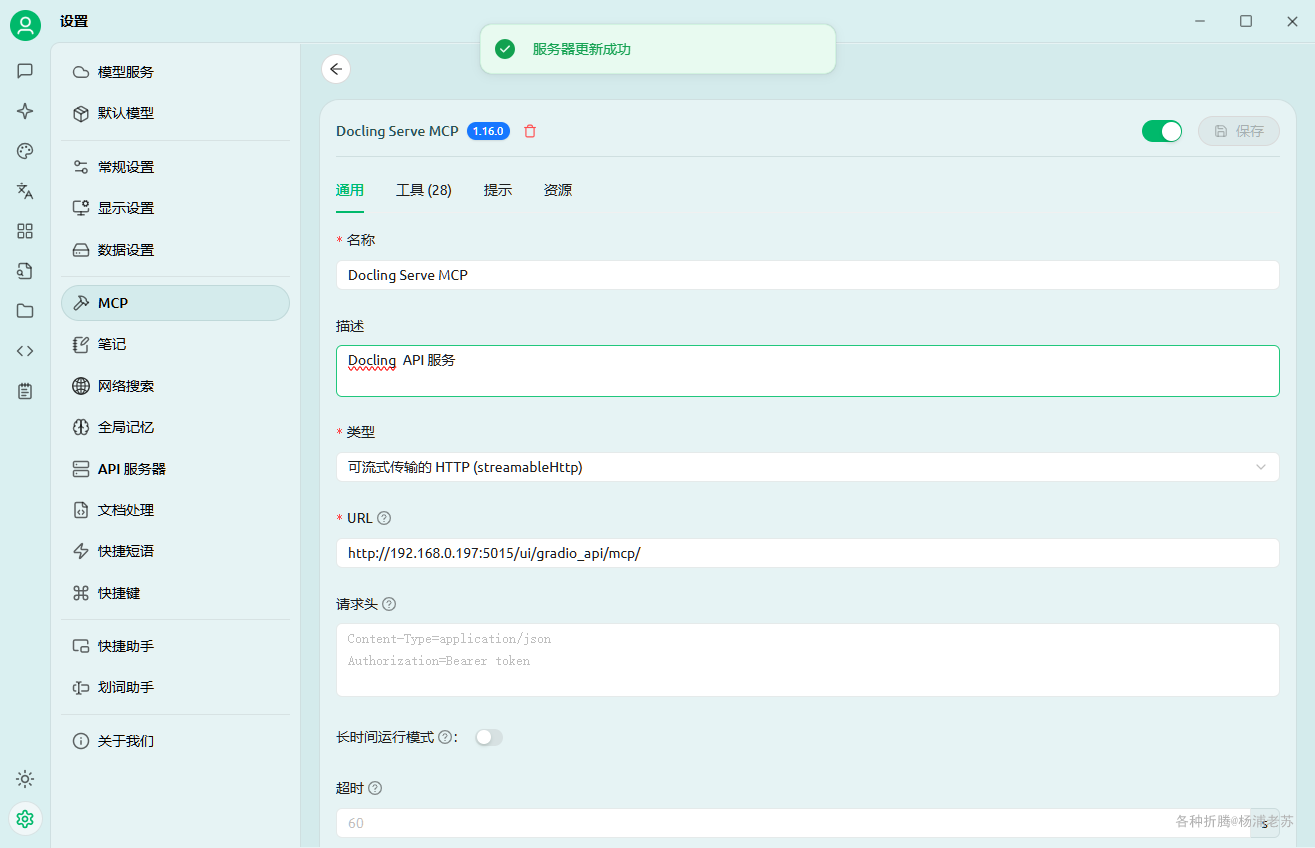 设置
服务器更新成功
模型服务
默认模型
常规设置
显示设置
数据设置
MCP
笔记
网络搜索
全局记忆
API 服务器
文档处理
快捷短语
快捷键
快捷助手
划词助手
关于我们
Docling Serve MCP 1.16.0
保存
通用 工具 (28) 提示 资源
* 名称
Docling Serve MCP
描述
Docling API 服务
* 类型
可流式传输的 HTTP (streamableHttp)
* URL
http://192.168.0.197:5015/ui/gradio_api/mcp/
请求头
Content-Type=application/json
Authorization=Bearer token
长时间运行模式 :
超时
60 s
各种折腾@杨浦老苏